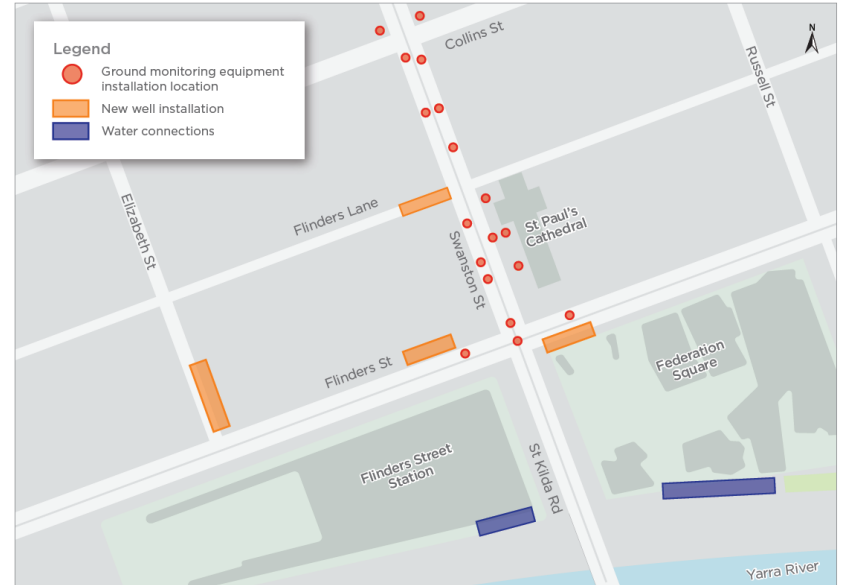 Legend
Ground monitoring equipment
installation location
New well installation
Water connections
N
Collins St
Russell St
Elizabeth St
Flinders Lane
St Paul's
Cathedral
Swanston St
Flinders St
Federation
Square
Flinders Street
Station
St Kilda Rd
Yarra River